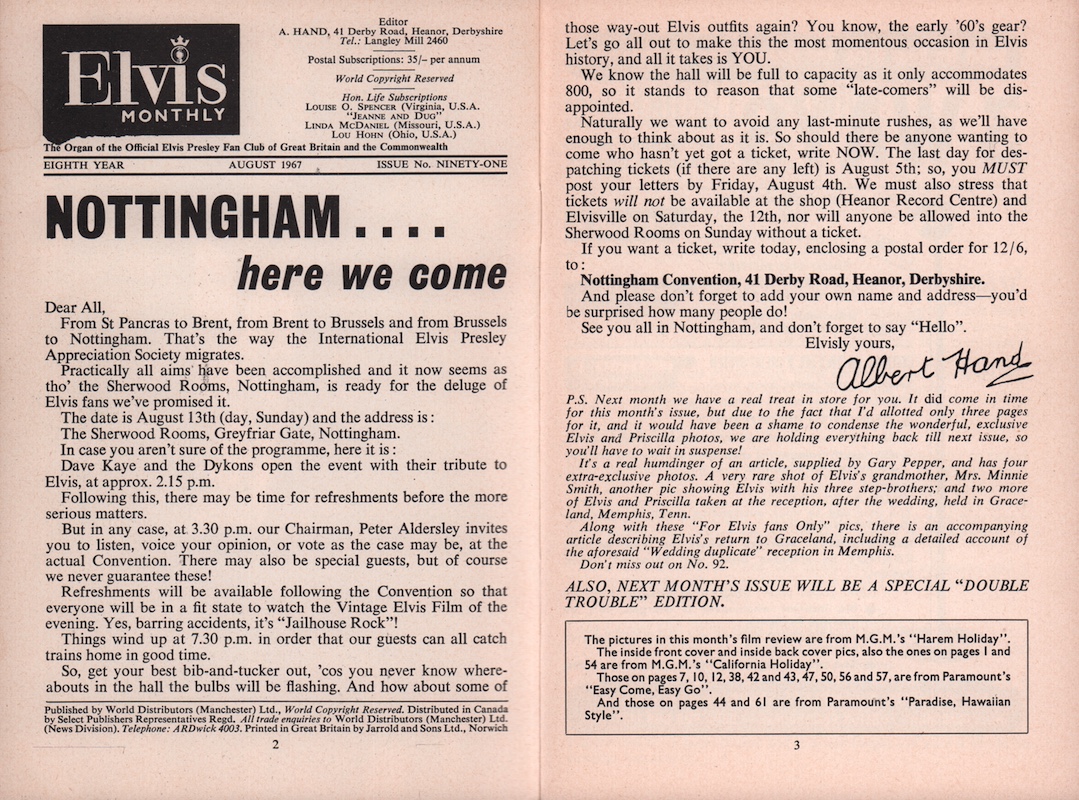 Elvis
MONTHLY
Editor
A. HAND, 41 Derby Road, Heanor, Derbyshire
Tel.: Langley Mill 2460
Postal Subscriptions: 35/– per annum
World Copyright Reserved
Hon. Life Subscriptions
LOUISE O. SPENCER (Virginia, U.S.A.
"JEANNE AND DUG"
LINDA MCDANIEL (Missouri, U.S.A.)
LOU HOHN (Ohio, U.S.A.)
The Organ of the Official Elvis Presley Fan Club of Great Britain and the Commonwealth
EIGHTH YEAR AUGUST 1967 ISSUE No. NINETY-ONE
NOTTINGHAM . . . .
here we come
Dear All,
From St Pancras to Brent, from Brent to Brussels and from Brussels
to Nottingham. That's the way the International Elvis Presley
Appreciation Society migrates.
Practically all aims have been accomplished and it now seems as
tho' the Sherwood Rooms, Nottingham, is ready for the deluge of
Elvis fans we've promised it.
The date is August 13th (day, Sunday) and the address is :
The Sherwood Rooms, Greyfriar Gate, Nottingham.
In case you aren't sure of the programme, here it is :
Dave Kaye and the Dykons open the event with their tribute to
Elvis, at approx. 2.15 p.m.
Following this, there may be time for refreshments before the more
serious matters.
But in any case, at 3.30 p.m. our Chairman, Peter Aldersley invites
you to listen, voice your opinion, or vote as the case may be, at the
actual Convention. There may also be special guests, but of course
we never guarantee these!
Refreshments will be available following the Convention so that
everyone will be in a fit state to watch the Vintage Elvis Film of the
evening. Yes, barring accidents, it's "Jailhouse Rock"!
Things wind up at 7.30 p.m. in order that our guests can all catch
trains home in good time.
So, get your best bib-and-tucker out, 'cos you never know where-
abouts in the hall the bulbs will be flashing. And how about some of
Published by World Distributors (Manchester) Ltd., World Copyright Reserved. Distributed in Canada
by Select Publishers Representatives Regd. All trade enquiries to World Distributors (Manchester) Ltd.
(News Division). Telephone: ARDwick 4003. Printed in Great Britain by Jarrold and Sons Ltd., Norwich
2
those way-out Elvis outfits again? You know, the early '60's gear?
Let's go all out to make this the most momentous occasion in Elvis
history, and all it takes is YOU.
We know the hall will be full to capacity as it only accommodates
800, so it stands to reason that some "late-comers" will be dis-
appointed.
Naturally we want to avoid any last-minute rushes, as we'll have
enough to think about as it is. So should there be anyone wanting to
come who hasn't yet got a ticket, write NOW. The last day for des-
patching tickets (if there are any left) is August 5th; so, you MUST
post your letters by Friday, August 4th. We must also stress that
tickets will not be available at the shop (Heanor Record Centre) and
Elvisville on Saturday, the 12th, nor will anyone be allowed into the
Sherwood Rooms on Sunday without a ticket.
If you want a ticket, write today, enclosing a postal order for 12/6,
to :
Nottingham Convention, 41 Derby Road, Heanor, Derbyshire.
And please don't forget to add your own name and address—you'd
be surprised how many people do!
See you all in Nottingham, and don't forget to say "Hello".
Elvisly yours,
Albert Hand
P.S. Next month we have a real treat in store for you. It did come in time
for this month's issue, but due to the fact that I'd allotted only three pages
for it, and it would have been a shame to condense the wonderful, exclusive
Elvis and Priscilla photos, we are holding everything back till next issue, so
you'll have to wait in suspense!
It's a real humdinger of an article, supplied by Gary Pepper, and has four
extra-exclusive photos. A very rare shot of Elvis's grandmother, Mrs. Minnie
Smith, another pic showing Elvis with his three step-brothers; and two more
of Elvis and Priscilla taken at the reception, after the wedding, held in Grace-
land, Memphis, Tenn.
Along with these "For Elvis fans Only" pics, there is an accompanying
article describing Elvis's return to Graceland, including a detailed account of
the aforesaid "Wedding duplicate" reception in Memphis.
Don't miss out on No. 92.
ALSO, NEXT MONTH'S ISSUE WILL BE A SPECIAL "DOUBLE
TROUBLE" EDITION.
The pictures in this month's film review are from M.G.M.'s "Harem Holiday".
The inside front cover and inside back cover pics, also the ones on pages 1 and
54 are from M.G.M.'s "California Holiday".
Those on pages 7, 10, 12, 38, 42 and 43, 47, 50, 56 and 57, are from Paramount's
"Easy Come, Easy Go".
And those on pages 44 and 61 are from Paramount's "Paradise, Hawaiian
Style".
3